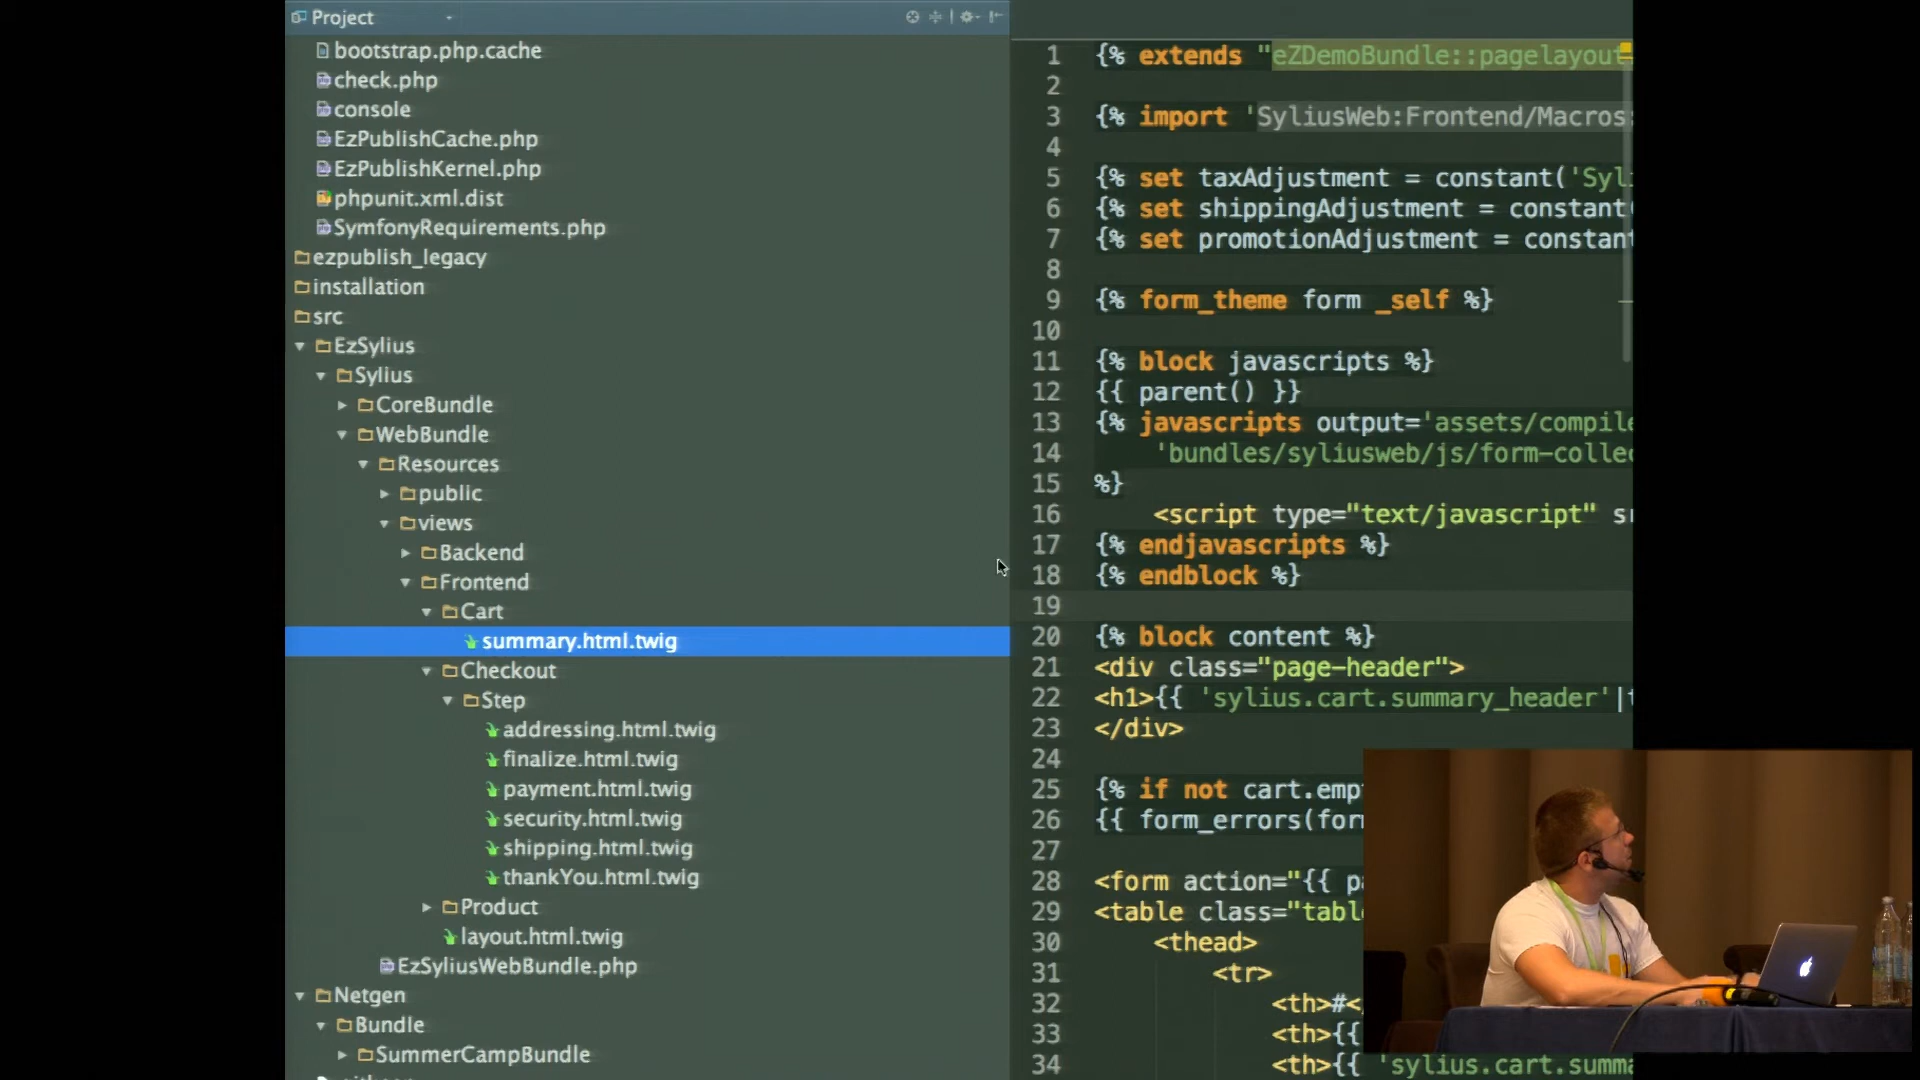 Project
bootstrap.php.cache
check.php
console
EzPublishCache.php
EzPublishKernel.php
phpunit.xml.dist
SymfonyRequirements.php
ezpublish_legacy
installation
src
EzSylius
Sylius
CoreBundle
WebBundle
Resources
public
views
Backend
Frontend
Cart
summary.html.twig
Checkout
Step
addressing.html.twig
finalize.html.twig
payment.html.twig
security.html.twig
shipping.html.twig
thankYou.html.twig
Product
layout.html.twig
EzSyliusWebBundle.php
Netgen
Bundle
SummerCampBundle
1 {% extends "eZDemoBundle::pagelayout
2
3 {% import 'SyliusWeb:Frontend/Macros:
4
5 {% set taxAdjustment = constant('Syl
6 {% set shippingAdjustment = constant(
7 {% set promotionAdjustment = constant
8
9 {% form_theme form _self %}
10
11 {% block javascripts %}
12 {{ parent() }}
13 {% javascripts output='assets/compile
14 'bundles/syliusweb/js/form-collec
15 %}
16 <script type="text/javascript" sr
17 {% endjavascripts %}
18 {% endblock %}
19
20 {% block content %}
21 <div class="page-header">
22 <h1>{{ 'sylius.cart.summary_header'|t
23 </div>
24
25 {% if not cart.emp
26 {{ form_errors(for
27
28 <form action="{{ pa
29 <table class="tabl
30 <thead>
31 <tr>
32 <th>#</
33 <th>{{
34 <th>{{ 'sylius.cart.summa